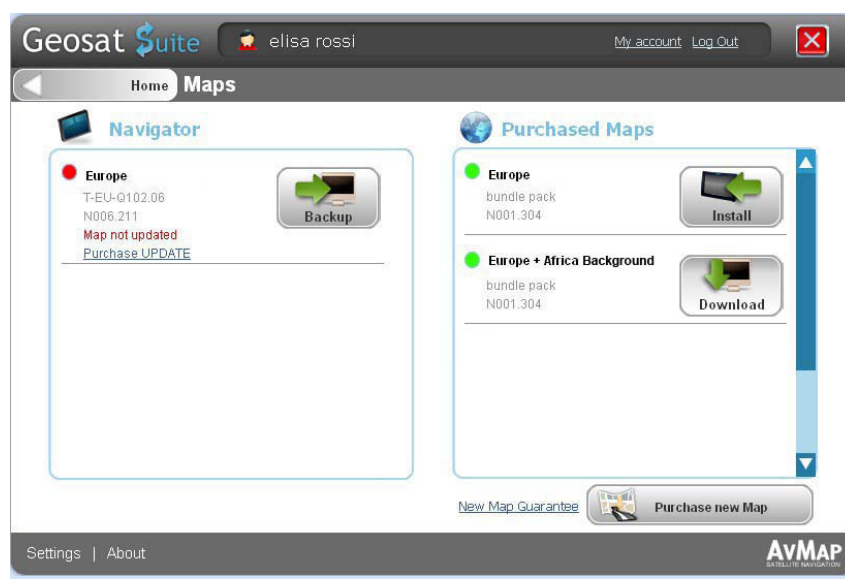 Geosat Suite
elisa rossi
My account Log Out
Home Maps
Navigator
Europe
T-EU-Q102.06
N006.211
Map not updated
Purchase UPDATE
Backup
Purchased Maps
Europe
bundle pack
N001.304
Install
Europe + Africa Background
bundle pack
N001.304
Download
New Map Guarantee
Purchase new Map
Settings | About
AVMAP
SATELLITE NAVIGATION